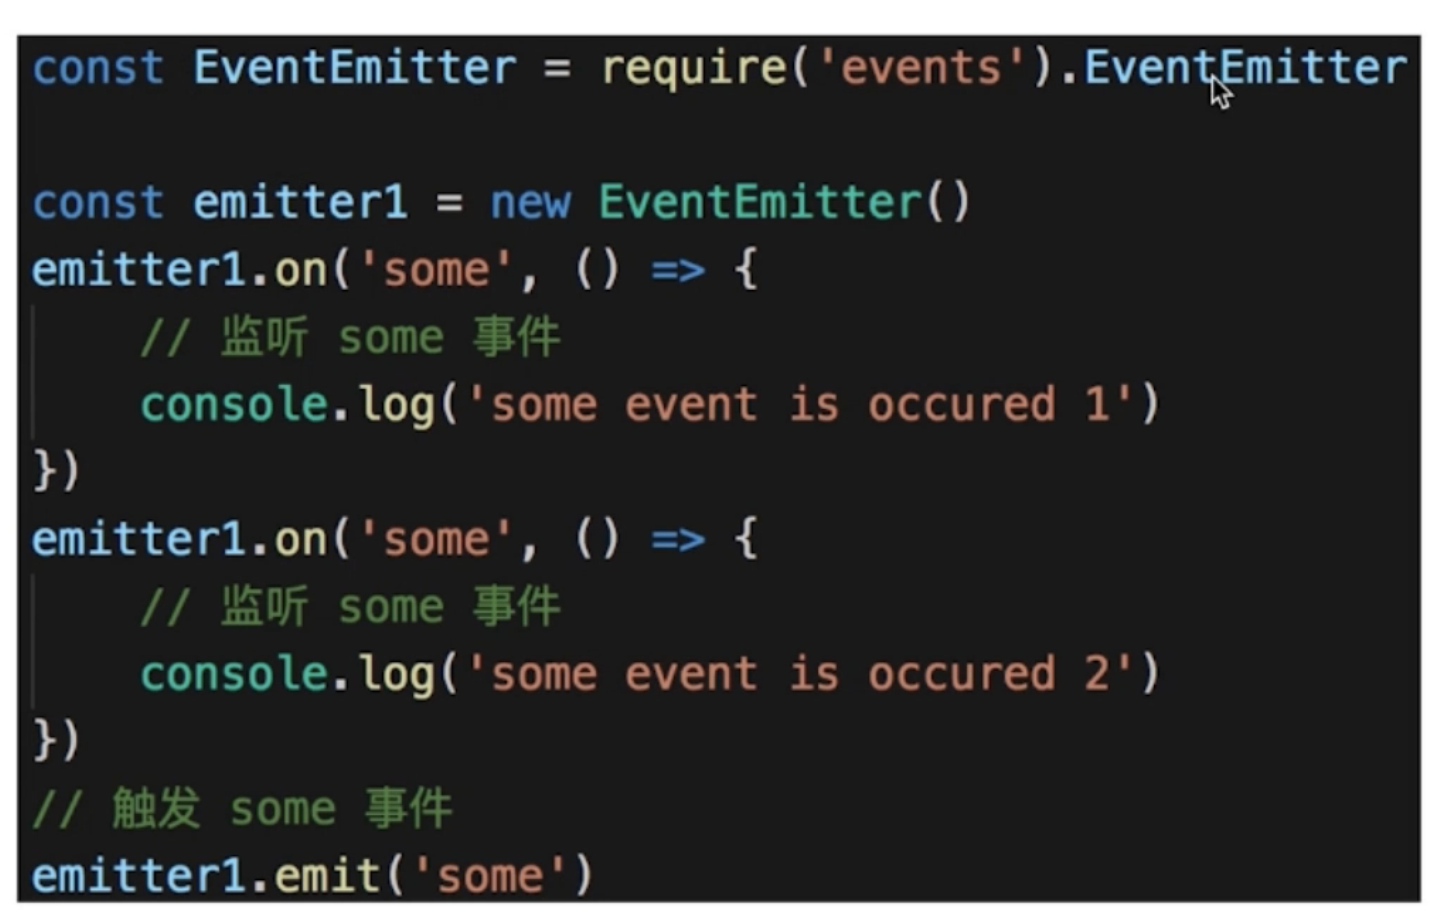 const EventEmitter = require('events').EventEmitter
const emitter1 = new EventEmitter()
emitter1.on('some', () => {
    // 监听 some 事件
    console.log('some event is occured 1')
})
emitter1.on('some', () => {
    // 监听 some 事件
    console.log('some event is occured 2')
})
// 触发 some 事件
emitter1.emit('some')